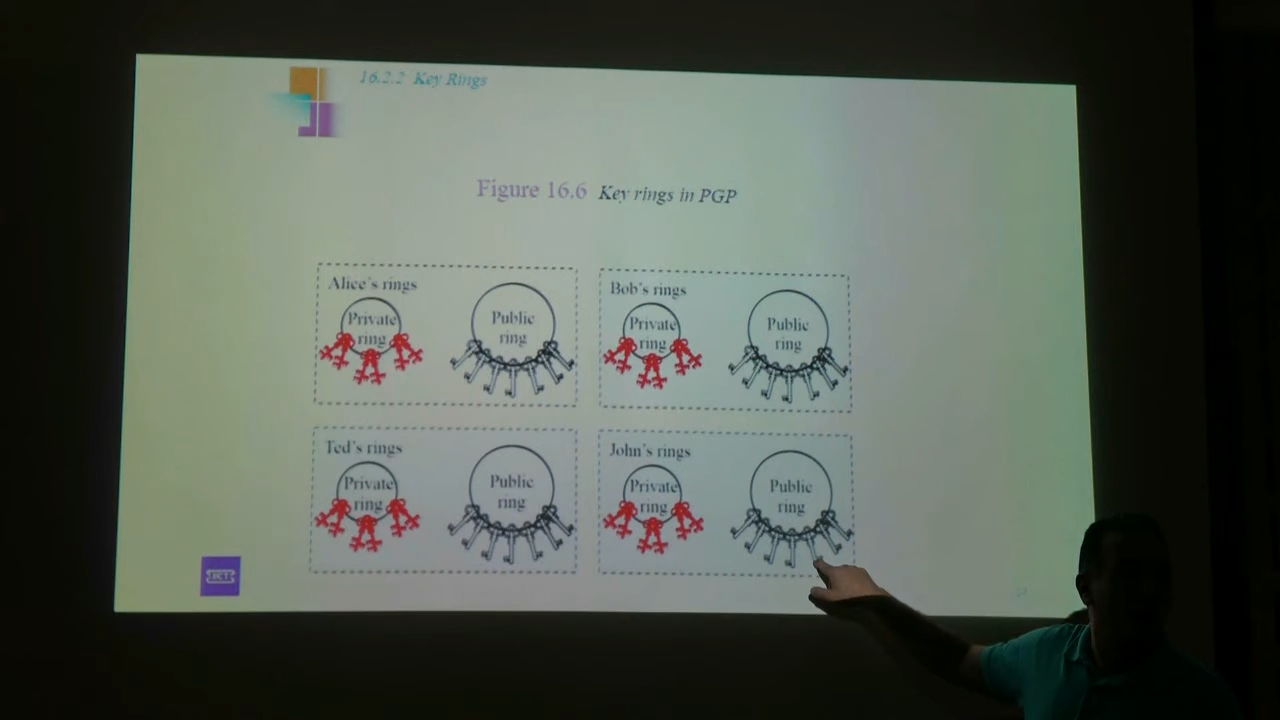 16.2.2 Key Rings
Figure 16.6 Key rings in PGP
Alice's rings
Private
ring
Public
ring
Bob's rings
Private
ring
Public
ring
Ted's rings
Private
ring
Public
ring
John's rings
Private
ring
Public
ring